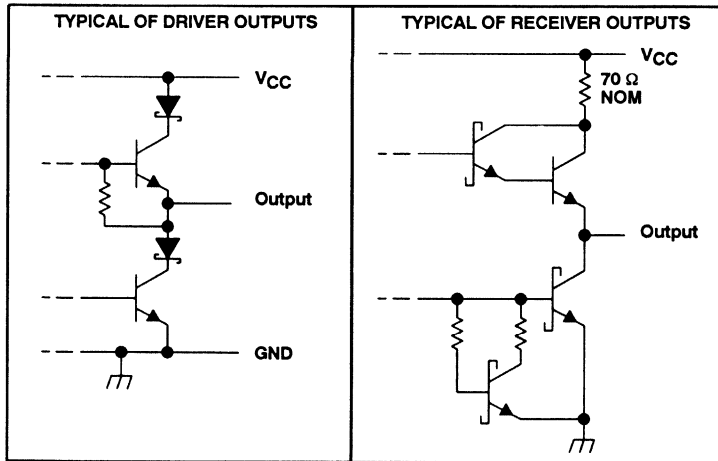 TYPICAL OF DRIVER OUTPUTS
VCC
Output
GND
TYPICAL OF RECEIVER OUTPUTS
VCC
70 Ω
NOM
Output